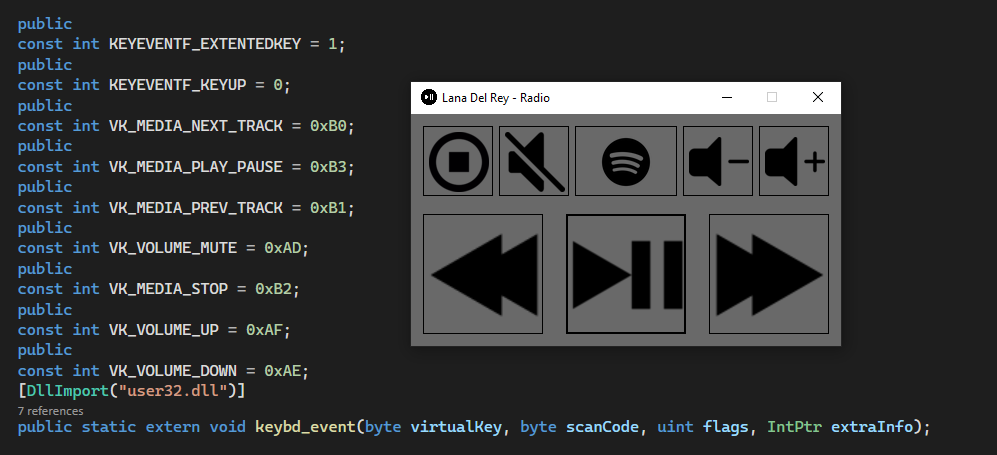 public
const int KEYEVENTF_EXTENTEDKEY = 1;
public
const int KEYEVENTF_KEYUP = 0;
public
const int VK_MEDIA_NEXT_TRACK = 0xB0;
public
const int VK_MEDIA_PLAY_PAUSE = 0xB3;
public
const int VK_MEDIA_PREV_TRACK = 0xB1;
public
const int VK_VOLUME_MUTE = 0xAD;
public
const int VK_MEDIA_STOP = 0xB2;
public
const int VK_VOLUME_UP = 0xAF;
public
const int VK_VOLUME_DOWN = 0xAE;
[DllImport("user32.dll")]
7 references
public static extern void keybd_event(byte virtualKey, byte scanCode, uint flags, IntPtr extraInfo);
Lana Del Rey - Radio